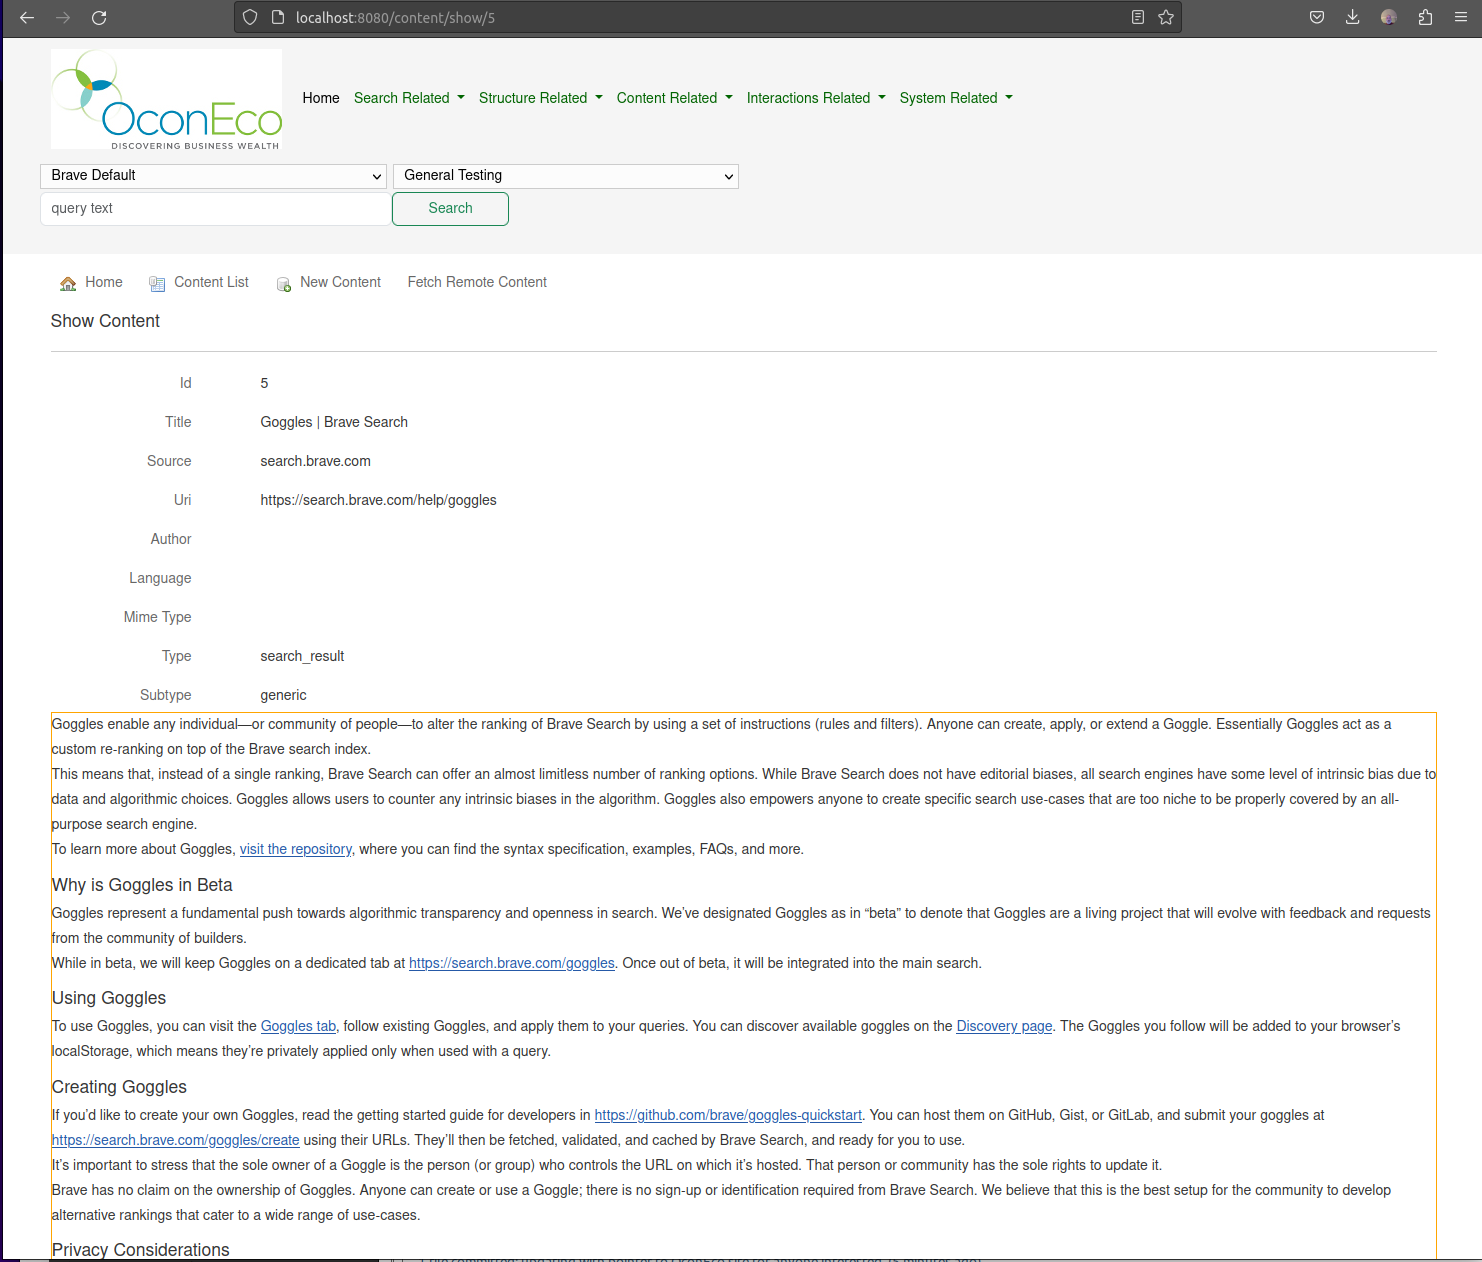 localhost:8080/content/show/5
OconEco
DISCOVERING BUSINESS WEALTH
Home Search Related Structure Related Content Related Interactions Related System Related
Brave Default General Testing
query text Search
Home Content List New Content Fetch Remote Content
Show Content
Id 5
Title Goggles | Brave Search
Source search.brave.com
Uri https://search.brave.com/help/goggles
Author
Language
Mime Type
Type search_result
Subtype generic
Goggles enable any individual—or community of people—to alter the ranking of Brave Search by using a set of instructions (rules and filters). Anyone can create, apply, or extend a Goggle. Essentially Goggles act as a
custom re-ranking on top of the Brave search index.
This means that, instead of a single ranking, Brave Search can offer an almost limitless number of ranking options. While Brave Search does not have editorial biases, all search engines have some level of intrinsic bias due to
data and algorithmic choices. Goggles allows users to counter any intrinsic biases in the algorithm. Goggles also empowers anyone to create specific search use-cases that are too niche to be properly covered by an all-
purpose search engine.
To learn more about Goggles, visit the repository, where you can find the syntax specification, examples, FAQs, and more.
Why is Goggles in Beta
Goggles represent a fundamental push towards algorithmic transparency and openness in search. We’ve designated Goggles as in “beta” to denote that Goggles are a living project that will evolve with feedback and requests
from the community of builders.
While in beta, we will keep Goggles on a dedicated tab at https://search.brave.com/goggles. Once out of beta, it will be integrated into the main search.
Using Goggles
To use Goggles, you can visit the Goggles tab, follow existing Goggles, and apply them to your queries. You can discover available goggles on the Discovery page. The Goggles you follow will be added to your browser’s
localStorage, which means they’re privately applied only when used with a query.
Creating Goggles
If you’d like to create your own Goggles, read the getting started guide for developers in https://github.com/brave/goggles-quickstart. You can host them on GitHub, Gist, or GitLab, and submit your goggles at
https://search.brave.com/goggles/create using their URLs. They’ll then be fetched, validated, and cached by Brave Search, and ready for you to use.
It’s important to stress that the sole owner of a Goggle is the person (or group) who controls the URL on which it’s hosted. That person or community has the sole rights to update it.
Brave has no claim on the ownership of Goggles. Anyone can create or use a Goggle; there is no sign-up or identification required from Brave Search. We believe that this is the best setup for the community to develop
alternative rankings that cater to a wide range of use-cases.
Privacy Considerations